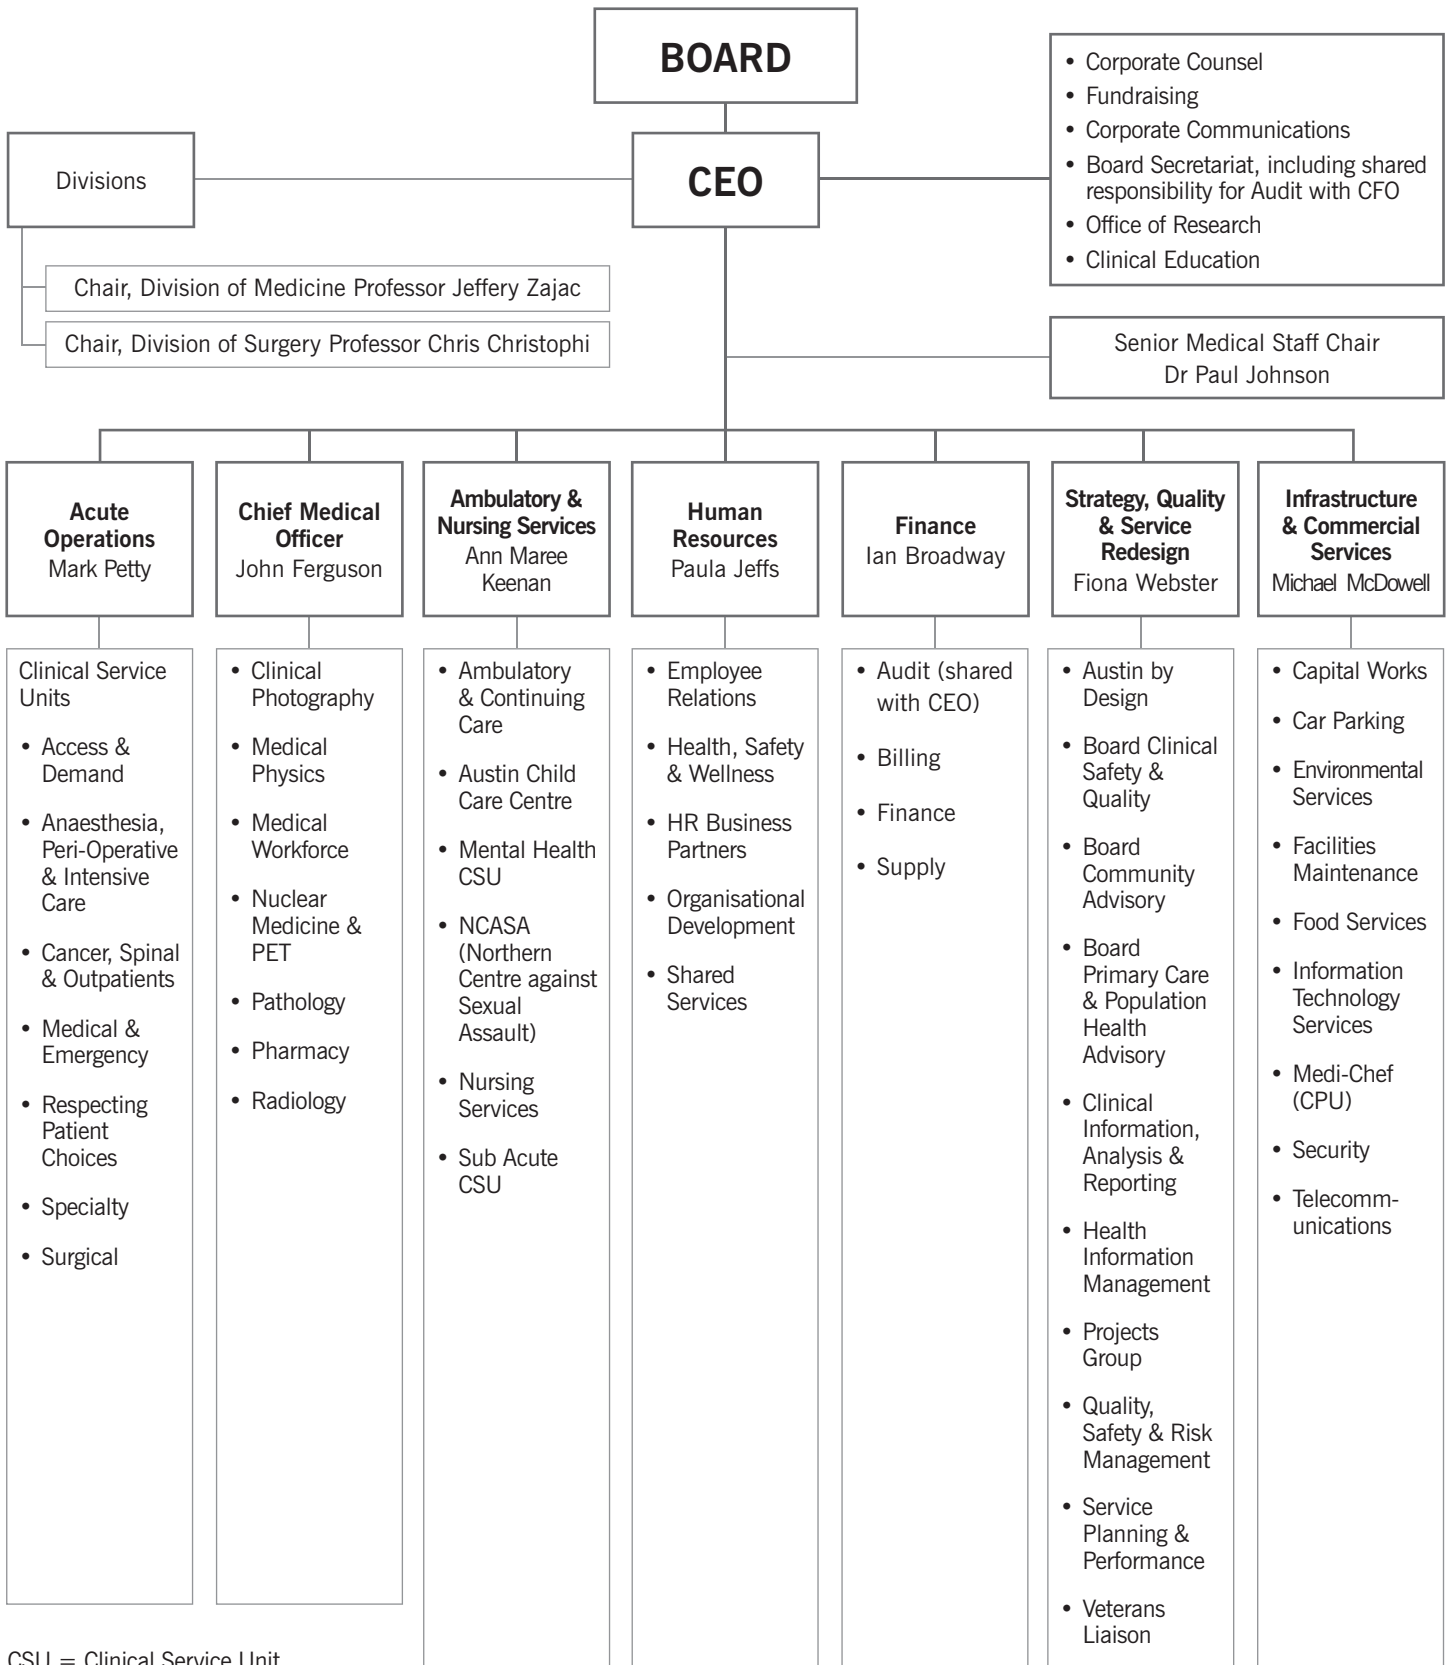 BOARD
• Corporate Counsel
• Fundraising
• Corporate Communications
• Board Secretariat, including shared
responsibility for Audit with CFO
• Office of Research
• Clinical Education
Divisions
CEO
Chair, Division of Medicine Professor Jeffery Zajac
Chair, Division of Surgery Professor Chris Christophi
Senior Medical Staff Chair
Dr Paul Johnson
Acute
Operations
Mark Petty
Chief Medical
Officer
John Ferguson
Ambulatory &
Nursing Services
Ann Maree
Keenan
Human
Resources
Paula Jeffs
Finance
Ian Broadway
Strategy, Quality
& Service
Redesign
Fiona Webster
Infrastructure
& Commercial
Services
Michael McDowell
Clinical Service
Units
• Access &
Demand
• Anaesthesia,
Peri-Operative
& Intensive
Care
• Cancer, Spinal
& Outpatients
• Medical &
Emergency
• Respecting
Patient
Choices
• Specialty
• Surgical
• Clinical
Photography
• Medical
Physics
• Medical
Workforce
• Nuclear
Medicine &
PET
• Pathology
• Pharmacy
• Radiology
• Ambulatory
& Continuing
Care
• Austin Child
Care Centre
• Mental Health
CSU
• NCASA
(Northern
Centre against
Sexual
Assault)
• Nursing
Services
• Sub Acute
CSU
• Employee
Relations
• Health, Safety
& Wellness
• HR Business
Partners
• Organisational
Development
• Shared
Services
• Audit (shared
with CEO)
• Billing
• Finance
• Supply
• Austin by
Design
• Board Clinical
Safety &
Quality
• Board
Community
Advisory
• Board
Primary Care
& Population
Health
Advisory
• Clinical
Information,
Analysis &
Reporting
• Health
Information
Management
• Projects
Group
• Quality,
Safety & Risk
Management
• Service
Planning &
Performance
• Veterans
Liaison
• Capital Works
• Car Parking
• Environmental
Services
• Facilities
Maintenance
• Food Services
• Information
Technology
Services
• Medi-Chef
(CPU)
• Security
• Telecomm-
unications
CSU = Clinical Service Unit